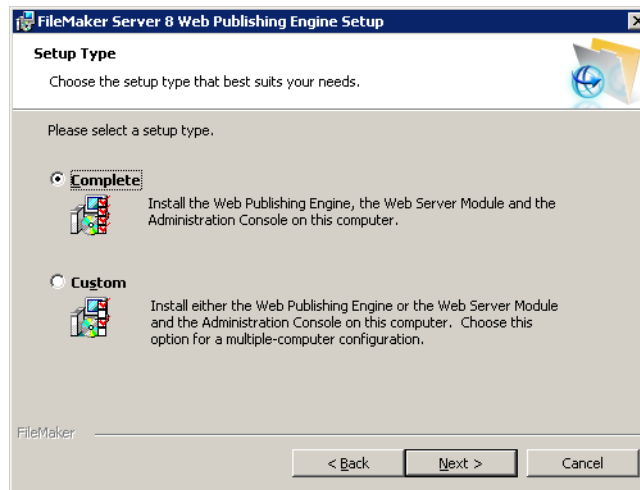 FileMaker Server 8 Web Publishing Engine Setup
Setup Type
Choose the setup type that best suits your needs.
Please select a setup type.
Complete
Install the Web Publishing Engine, the Web Server Module and the
Administration Console on this computer.
Custom
Install either the Web Publishing Engine or the Web Server Module
and the Administration Console on this computer.  Choose this
option for a multiple-computer configuration.
FileMaker
< Back
Next >
Cancel